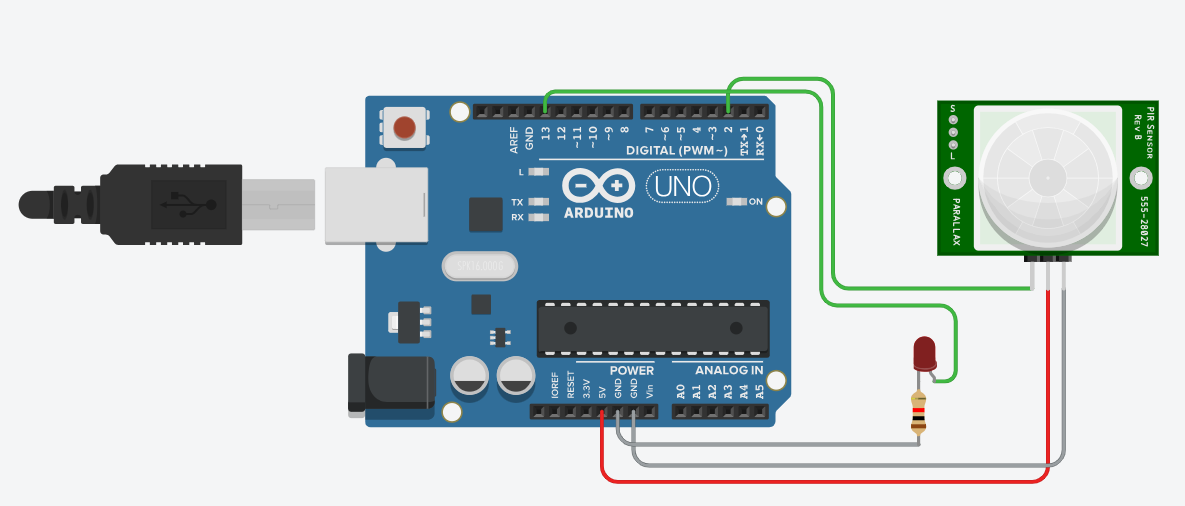 AREF
GND
13
12
~11
~10
~9
8
7
~6
~5
4
~3
2
TX→1
RX←0
DIGITAL (PWM~)
L
TX
RX
ARDUINO
UNO
ON
IOREF
RESET
3.3V
5V
GND
GND
Vin
POWER
ANALOG IN
A0
A1
A2
A3
A4
A5
S
L
PARALLAX
PIR SENSOR
REV B
555-28027